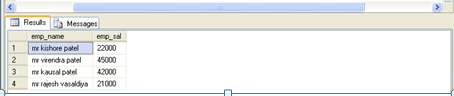 Results Messages
emp_name emp_sal
1 mr kishore patel 22000
2 mr virendra patel 45000
3 mr kausal patel 42000
4 mr rajesh vasaldiya 21000